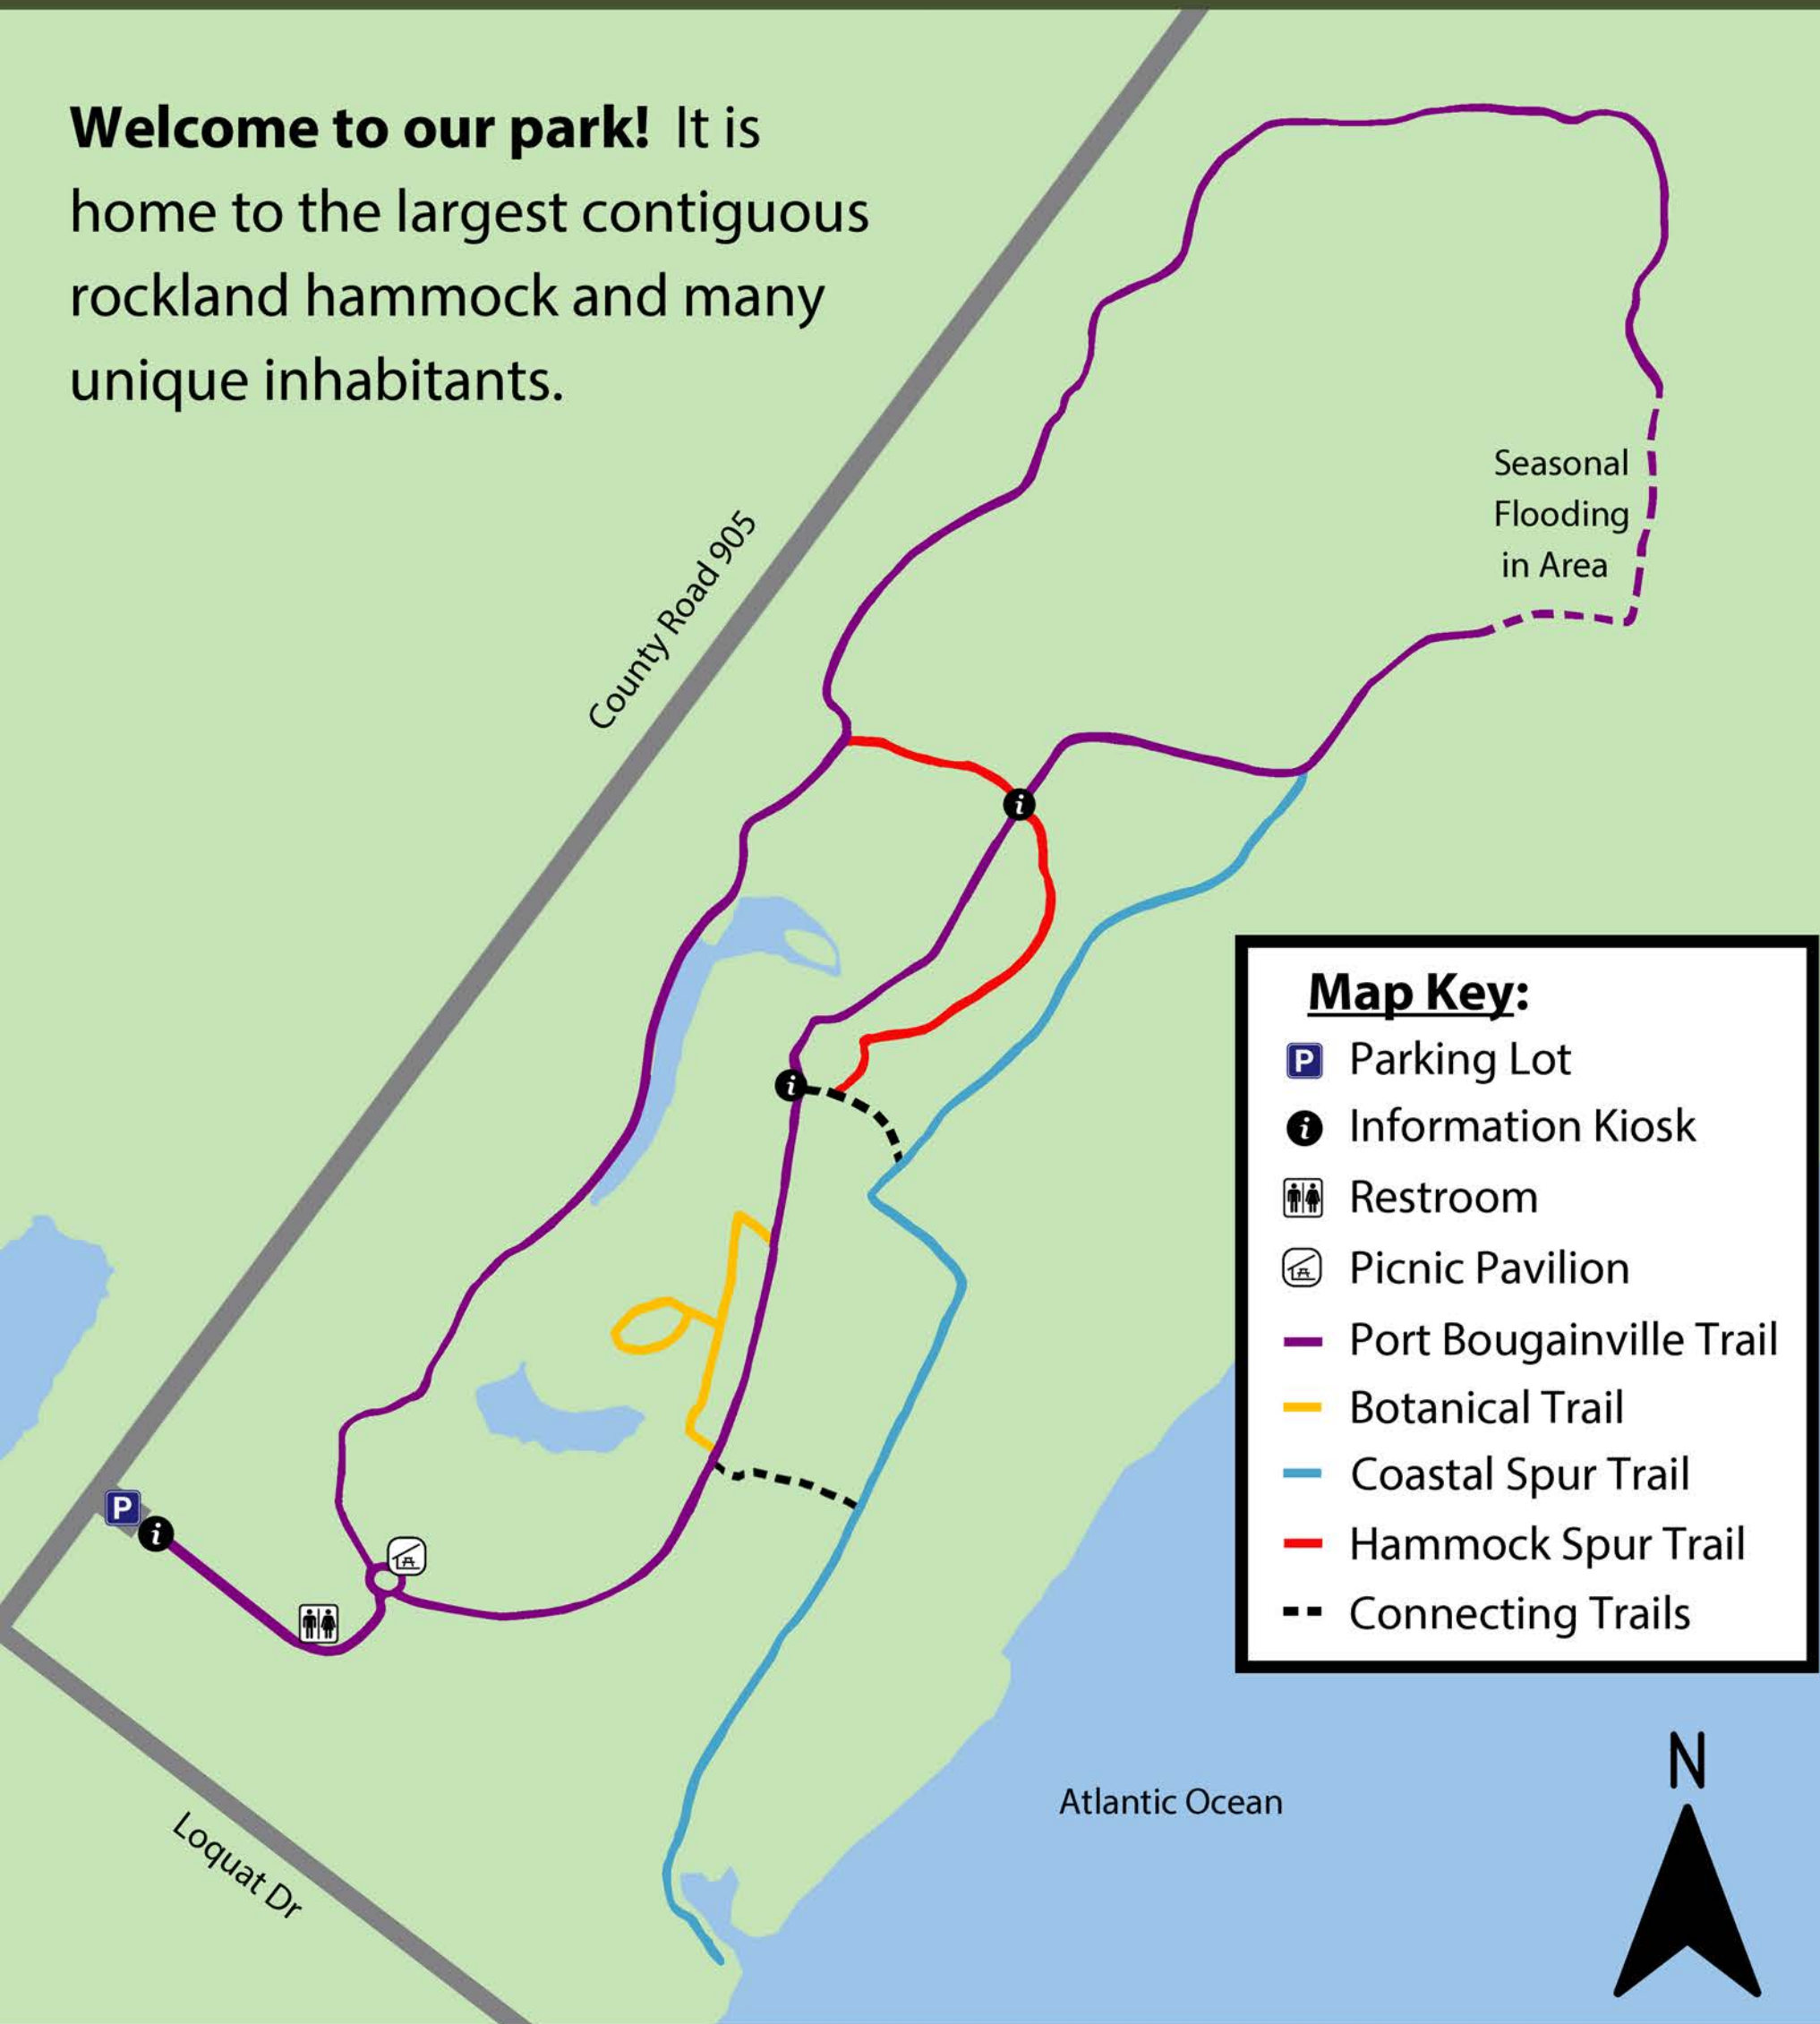 Welcome to our park! It is
home to the largest contiguous
rockland hammock and many
unique inhabitants.
County Road 905
Seasonal
Flooding
in Area
i
i
Map Key:
P Parking Lot
i Information Kiosk
Restroom
Picnic Pavilion
Port Bougainville Trail
Botanical Trail
Coastal Spur Trail
Hammock Spur Trail
Connecting Trails
P
i
N
Atlantic Ocean
Loquat Dr